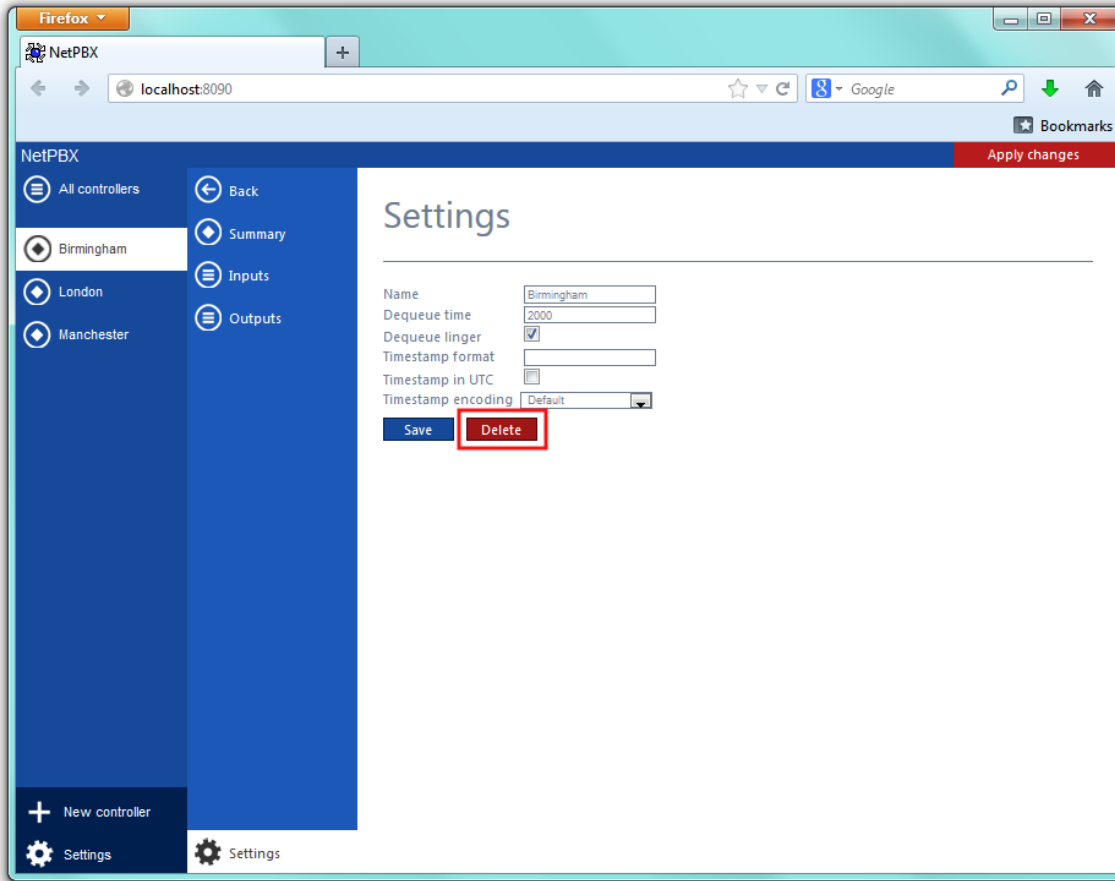 Firefox
NetPBX
localhost:8090
Google
Bookmarks
NetPBX
Apply changes
All controllers
Birmingham
London
Manchester
New controller
Settings
Back
Summary
Inputs
Outputs
Settings
Settings
Name Birmingham
Dequeue time 2000
Dequeue linger
Timestamp format
Timestamp in UTC
Timestamp encoding Default
Save Delete